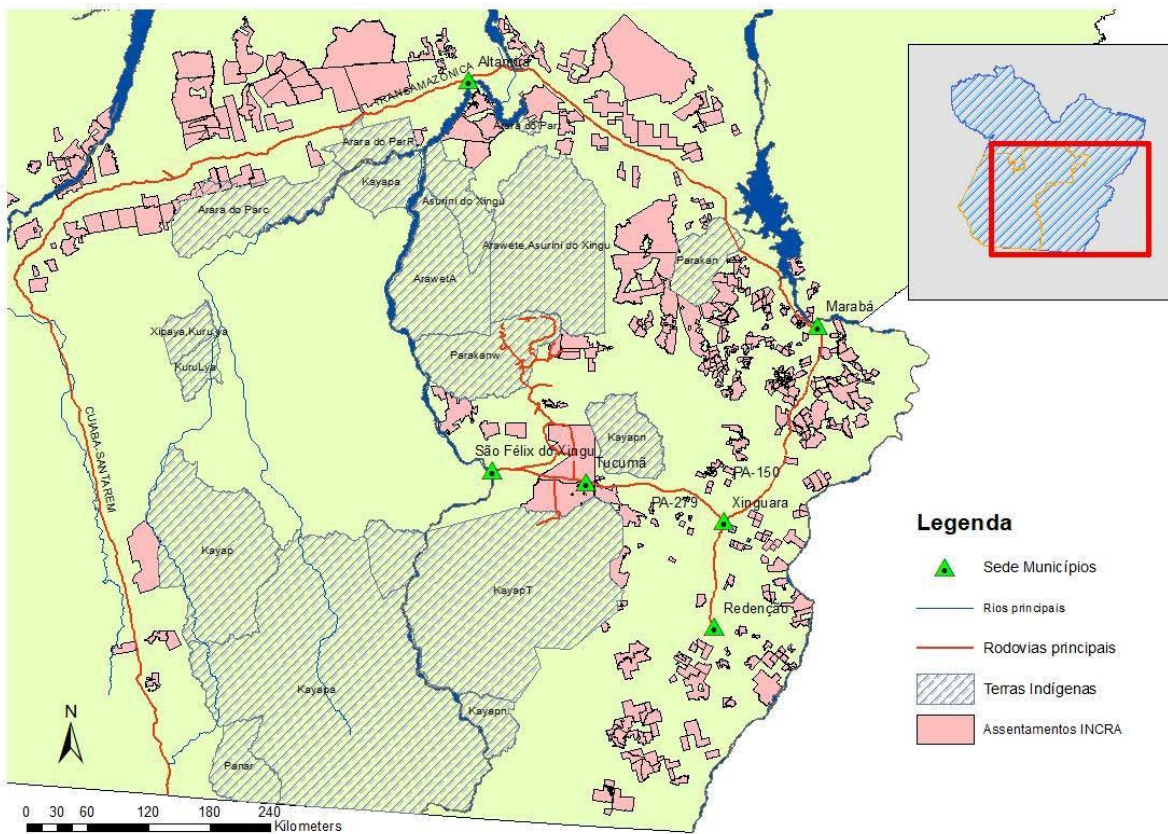 Altamira
TRANSAMAZÔNICA
Arara do ParR
Arara do Par
Kayapa
Asurini do Xingu
Arara do Parc
Arawete,Asurini do Xingu
Parakan
ArawetA
Marabá
Xipaya,Kuru
KuruLya
Parakanw
CUIABA-SANTAREM
Kayapn
São Félix do Xingu
Tucumã
PA-150
PA-279
Xinguara
Kayap
KayapT
Redenção
Kayapa
Kayapn
Panar
N
0 30 60 120 180 240
Kilometers
Legenda
Sede Municípios
Rios principais
Rodovias principais
Terras Indígenas
Assentamentos INCRA